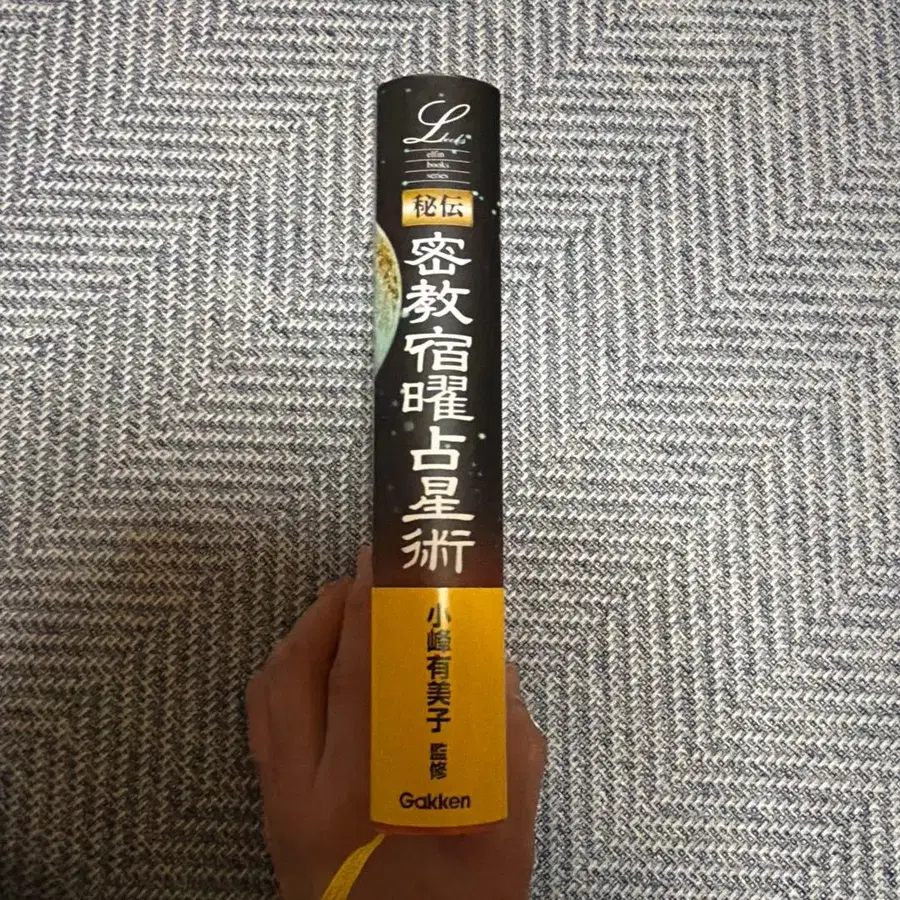 L books
elfin
books
series
秘伝
密教宿曜占星術
小峰有美子 監修
Gakken